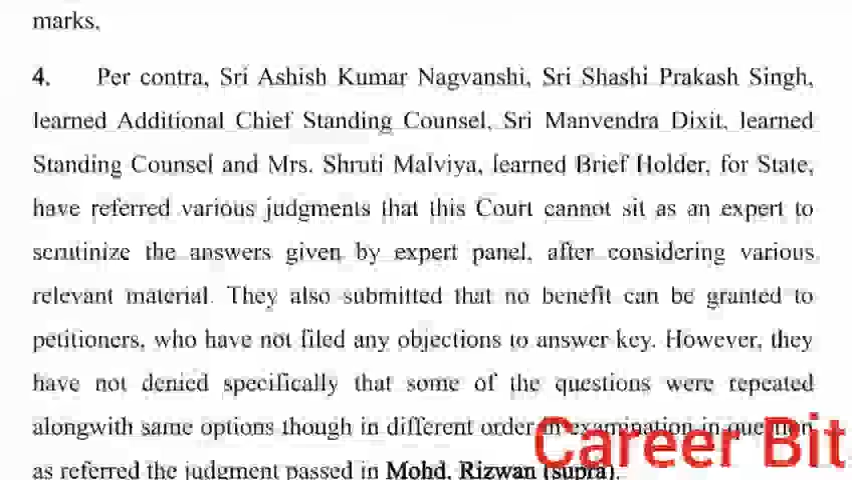 marks.
4. Per contra, Sri Ashish Kumar Nagvanshi, Sri Shashi Prakash Singh,
learned Additional Chief Standing Counsel, Sri Manvendra Dixit, learned
Standing Counsel and Mrs. Shruti Malviya, learned Brief Holder, for State,
have referred various judgments that this Court cannot sit as an expert to
scrutinize the answers given by expert panel, after considering various
relevant material. They also submitted that no benefit can be granted to
petitioners, who have not filed any objections to answer key. However, they
have not denied specifically that some of the questions were repeated
alongwith same options though in different order in examination in question
as referred the judgment passed in Mohd. Rizwan (supra).
Career Bit